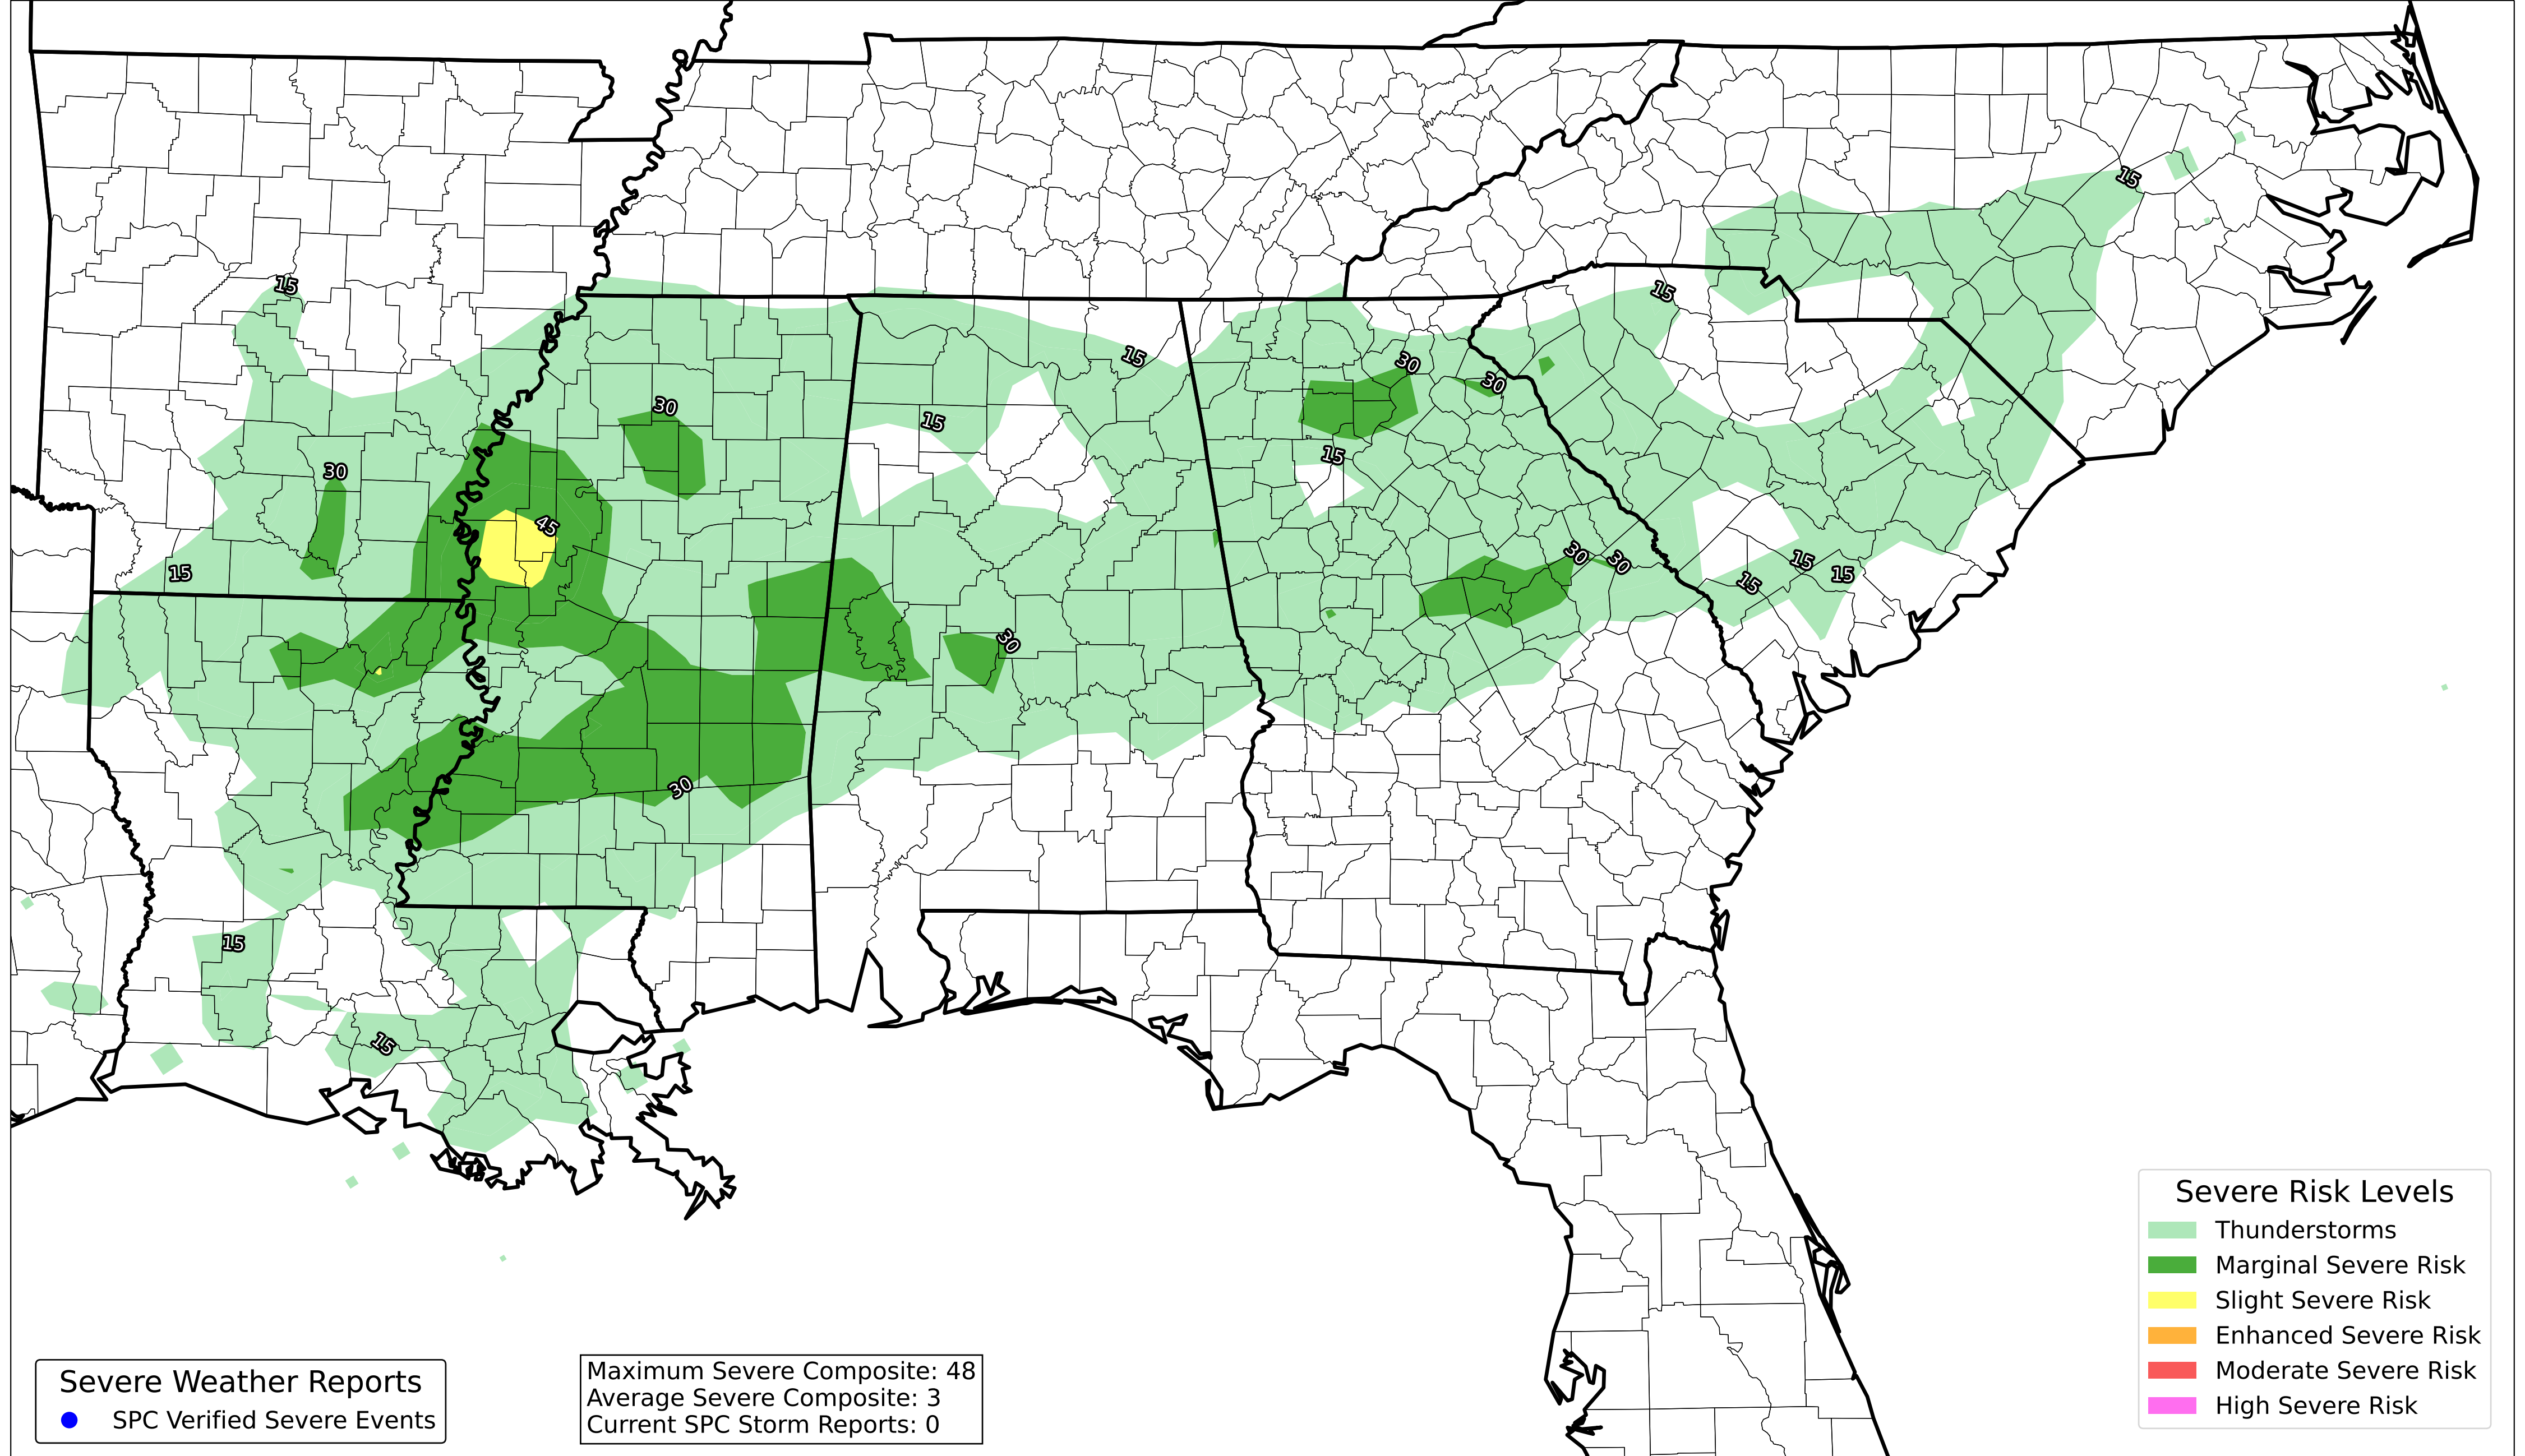 15
15
15
15
30
30
30
15
30
15
30
45
30
30
15
15
15
15
30
30
15
15
Severe Risk Levels
Thunderstorms
Marginal Severe Risk
Slight Severe Risk
Enhanced Severe Risk
Moderate Severe Risk
High Severe Risk
Severe Weather Reports
SPC Verified Severe Events
Maximum Severe Composite: 48
Average Severe Composite: 3
Current SPC Storm Reports: 0